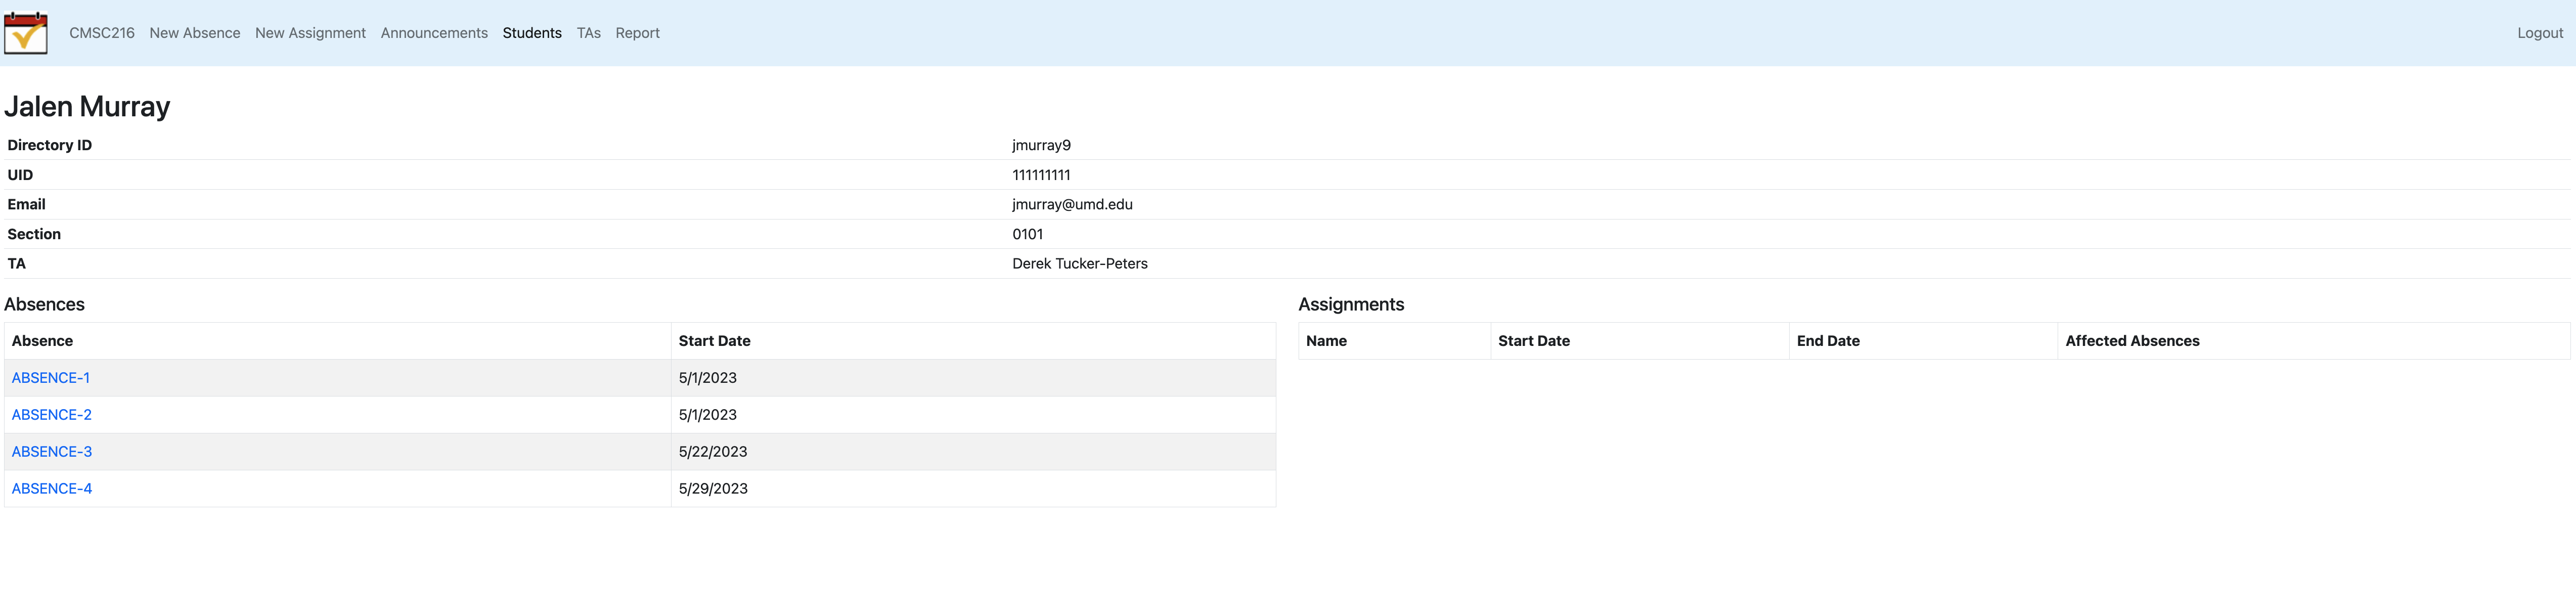 CMSC216 New Absence New Assignment Announcements Students TAs Report Logout
Jalen Murray
Directory ID jmurray9
UID 111111111
Email jmurray@umd.edu
Section 0101
TA Derek Tucker-Peters
Absences
Absence Start Date
ABSENCE-1 5/1/2023
ABSENCE-2 5/1/2023
ABSENCE-3 5/22/2023
ABSENCE-4 5/29/2023
Assignments
Name Start Date End Date Affected Absences